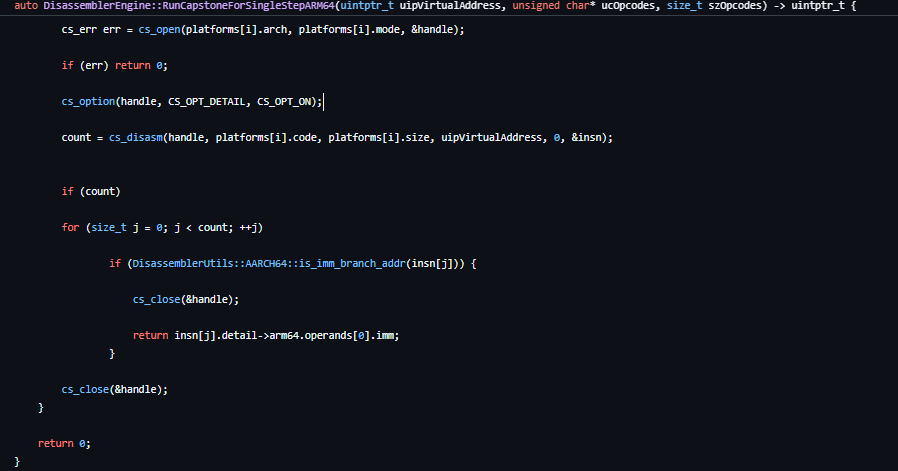 auto DisassemblerEngine::RunCapstoneForSingleStepARM64(uintptr_t uipVirtualAddress, unsigned char* ucOpcodes, size_t szOpcodes) -> uintptr_t {
cs_err err = cs_open(platforms[i].arch, platforms[i].mode, &handle);
if (err) return 0;
cs_option(handle, CS_OPT_DETAIL, CS_OPT_ON);
count = cs_disasm(handle, platforms[i].code, platforms[i].size, uipVirtualAddress, 0, &insn);
if (count)
for (size_t j = 0; j < count; ++j)
if (DisassemblerUtils::AARCH64::is_imm_branch_addr(insn[j])) {
cs_close(&handle);
return insn[j].detail->arm64.operands[0].imm;
}
cs_close(&handle);
}
return 0;
}